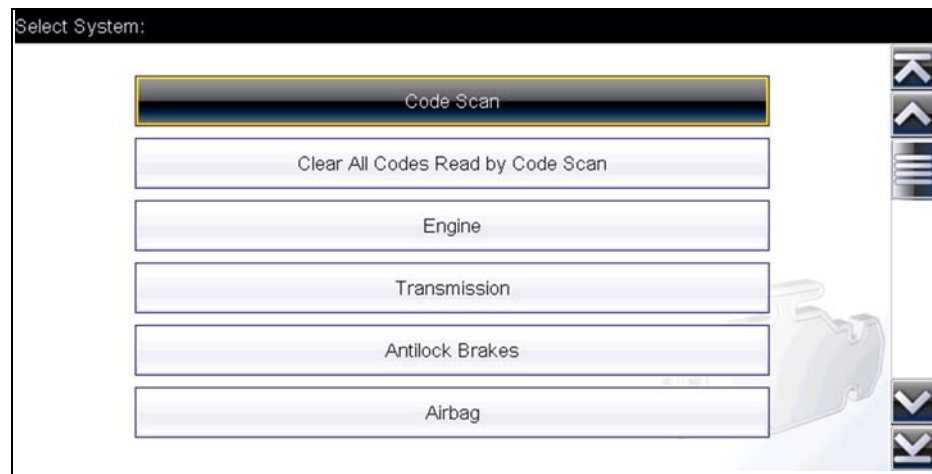 Select System:
Code Scan
Clear All Codes Read by Code Scan
Engine
Transmission
Antilock Brakes
Airbag